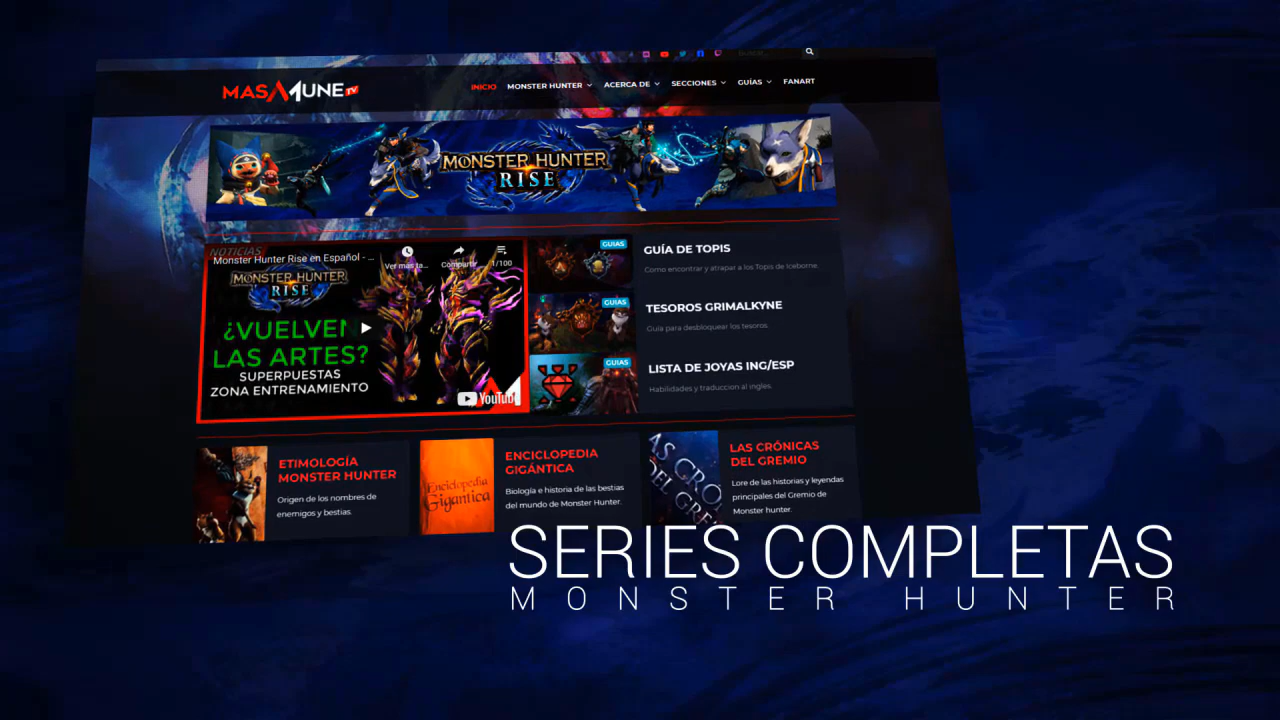 Buscar...
MASAMUNE TV
INICIO MONSTER HUNTER ACERCA DE SECCIONES GUÍAS FANART
MONSTER HUNTER
RISE
NOTICIAS
Monster Hunter Rise en Español - ...
Ver más ta...
Compartir
1/100
MONSTER HUNTER
RISE
¿VUELVEN
LAS ARTES?
SUPERPUESTAS
ZONA ENTRENAMIENTO
YouTube
GUIAS
GUÍA DE TOPIS
Como encontrar y atrapar a los Topis de Iceborne.
GUIAS
TESOROS GRIMALKYNE
Guia para desbloquear los tesoros.
GUIAS
LISTA DE JOYAS ING/ESP
Habilidades y traduccion al ingles.
ETIMOLOGÍA
MONSTER HUNTER
Origen de los nombres de
enemigos y bestias.
Enciclopedia
Gigantica
ENCICLOPEDIA
GIGÁNTICA
Biología e historia de las bestias
del mundo de Monster Hunter.
AS CRÓ
DEL GRE
LAS CRÓNICAS
DEL GREMIO
Lore de las historias y leyendas
principales del Gremio de
Monster hunter.
SERIES COMPLETAS
MONSTER HUNTER